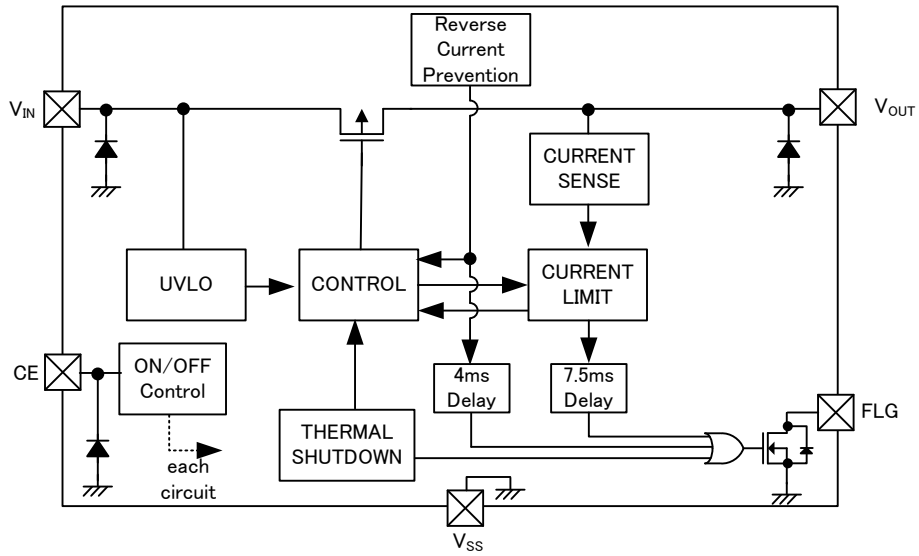 Reverse
Current
Prevention
VIN
VOUT
CURRENT
SENSE
UVLO
CONTROL
CURRENT
LIMIT
CE
ON/OFF
Control
4ms
Delay
7.5ms
Delay
FLG
THERMAL
SHUTDOWN
each
circuit
VSS